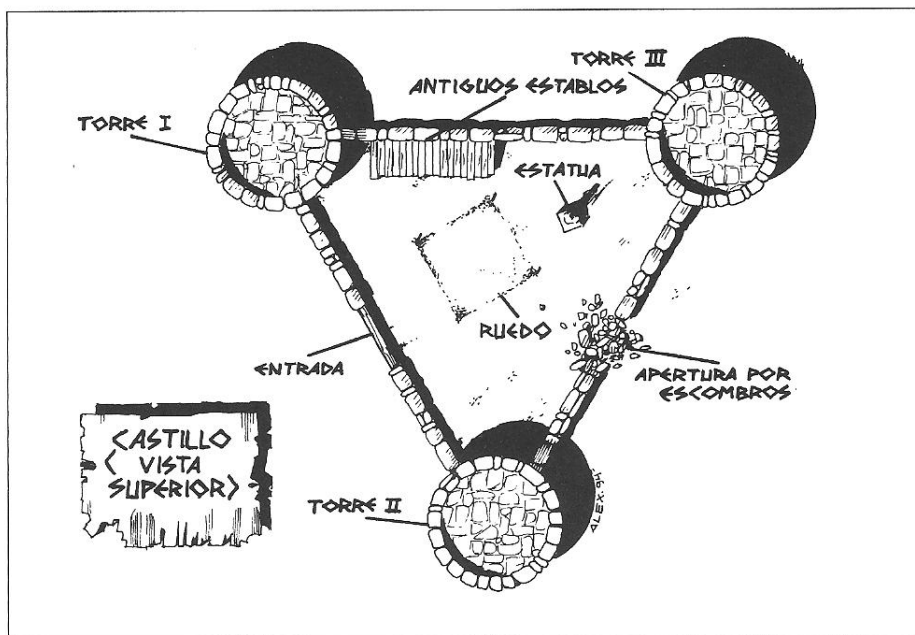 TORRE III
ANTIGUOS ESTABLOS
TORRE I
ESTATUA
RUEDO
ENTRADA
APERTURA POR
ESCOMBROS
CASTILLO
( VISTA
SUPERIOR)
TORRE II
ALEX.94.